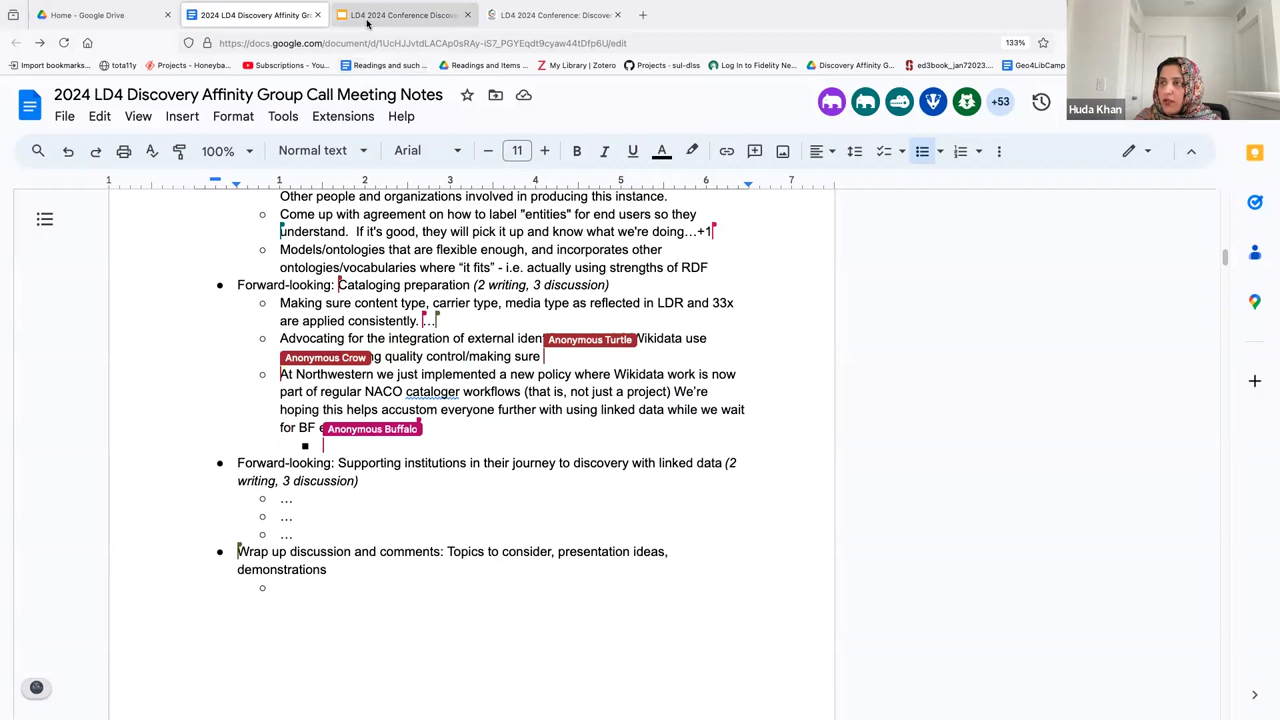 Home - Google Drive
2024 LD4 Discovery Affinity Gr
LD4 2024 Conference Discov
LD4 2024 Conference: Discover
https://docs.google.com/document/d/1UcHJJvtdLACAp0sRAy-iS7_PGYEqdt9cyaw44tDfp6U/edit
133%
Import bookmarks...
tota11y
Projects - Honeyba...
Subscriptions - You...
Readings and such ...
Readings and Items ...
My Library | Zotero
Projects - sul-dlss
Log In to Fidelity Ne...
Discovery Affinity G...
ed3book_jan72023...
Geo4LibCamp
Huda Khan
2024 LD4 Discovery Affinity Group Call Meeting Notes
+53
File Edit View Insert Format Tools Extensions Help
100% Normal text Arial 11
1 1 2 3 4 5 6 7
Other people and organizations involved in producing this instance.
○ Come up with agreement on how to label "entities" for end users so they
understand. If it's good, they will pick it up and know what we're doing…+1
○ Models/ontologies that are flexible enough, and incorporates other
ontologies/vocabularies where “it fits” - i.e. actually using strengths of RDF
● Forward-looking: Cataloging preparation (2 writing, 3 discussion)
○ Making sure content type, carrier type, media type as reflected in LDR and 33x
are applied consistently. …
○ Advocating for the integration of external iden Anonymous Turtle Wikidata use
Anonymous Crow g quality control/making sure
○ At Northwestern we just implemented a new policy where Wikidata work is now
part of regular NACO cataloger workflows (that is, not just a project) We’re
hoping this helps accustom everyone further with using linked data while we wait
for BF Anonymous Buffalo
■
● Forward-looking: Supporting institutions in their journey to discovery with linked data (2
writing, 3 discussion)
○ …
○ …
○ …
● Wrap up discussion and comments: Topics to consider, presentation ideas,
demonstrations
○